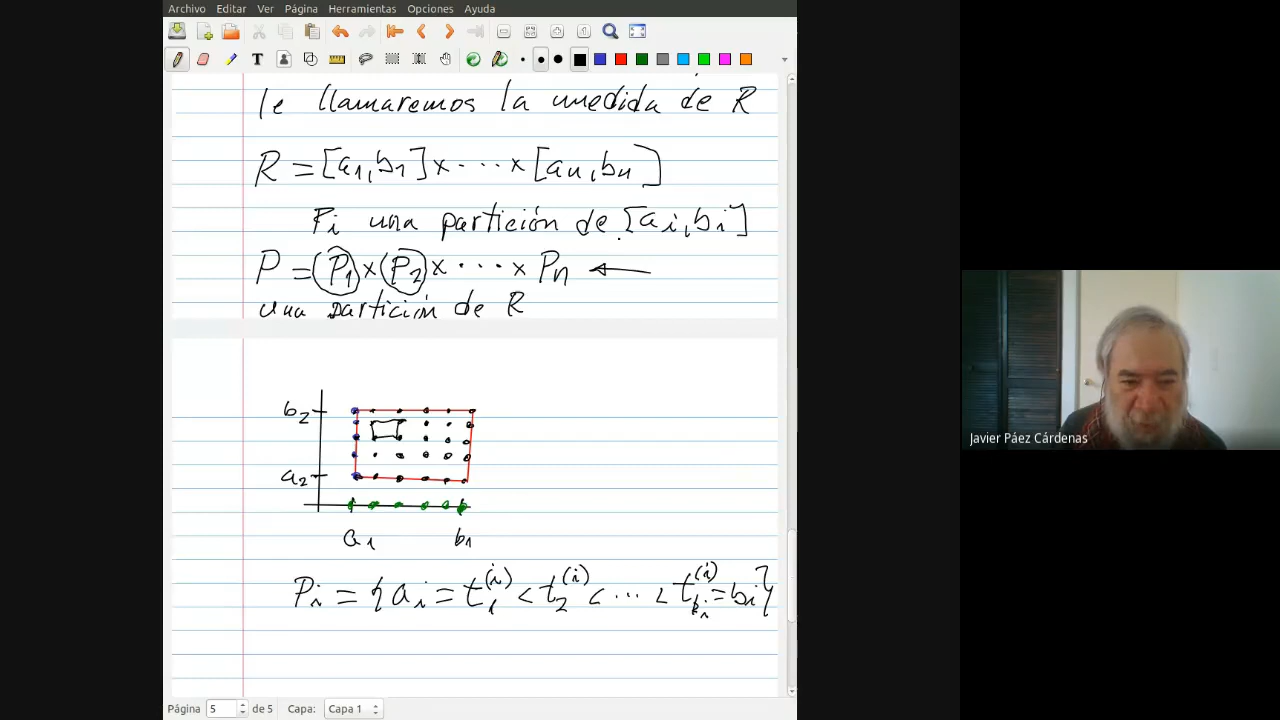 Archivo Editar Ver Página Herramientas Opciones Ayuda
le llamaremos la medida de R
R = [a₁,b₁] × ··· × [aₙ,bₙ]
Pi una partición de [ai,bi]
P = (P₁ × (P₂ × ··· × Pₙ ←
una partición de R
b₂
a₂
a₁ b₁
Pi = {ai = t₁⁽ⁱ⁾ < t₂⁽ⁱ⁾ < ··· < t_{ki}⁽ⁱ⁾ = bi}
Javier Páez Cárdenas
Página 5 de 5 Capa: Capa 1